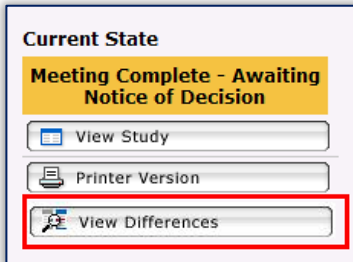 Current State
Meeting Complete - Awaiting
Notice of Decision
View Study
Printer Version
View Differences